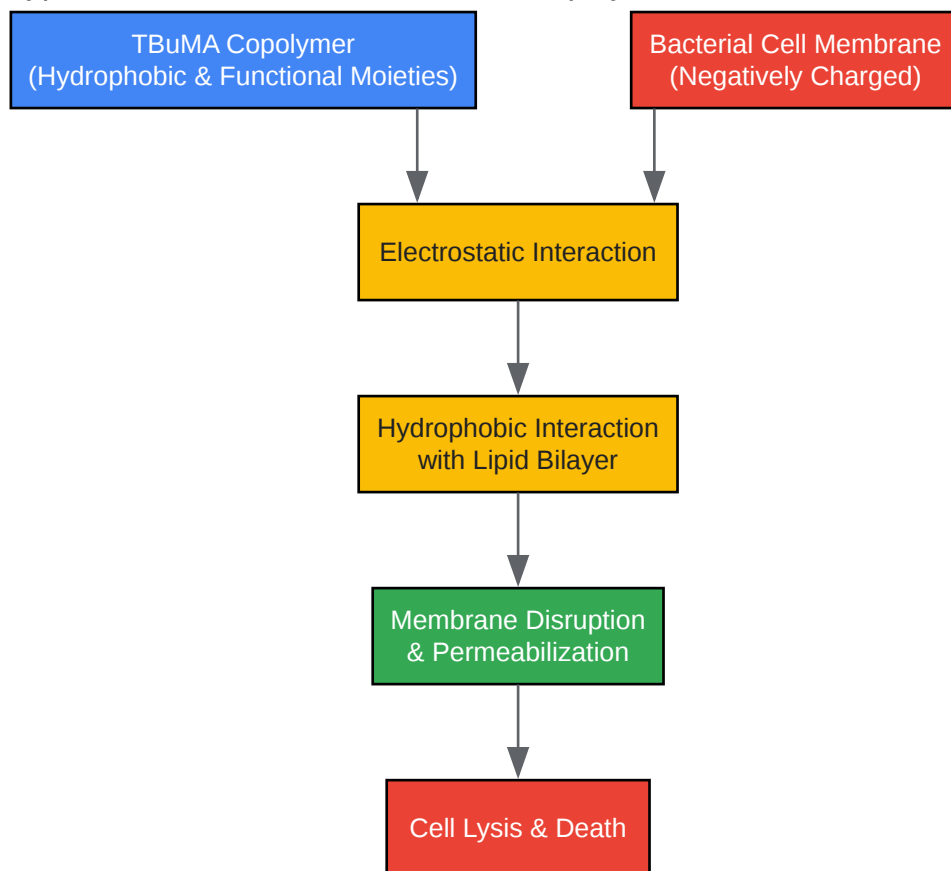 TBuMA Copolymer
(Hydrophobic & Functional Moieties)
Bacterial Cell Membrane
(Negatively Charged)
Electrostatic Interaction
Hydrophobic Interaction
with Lipid Bilayer
Membrane Disruption
& Permeabilization
Cell Lysis & Death